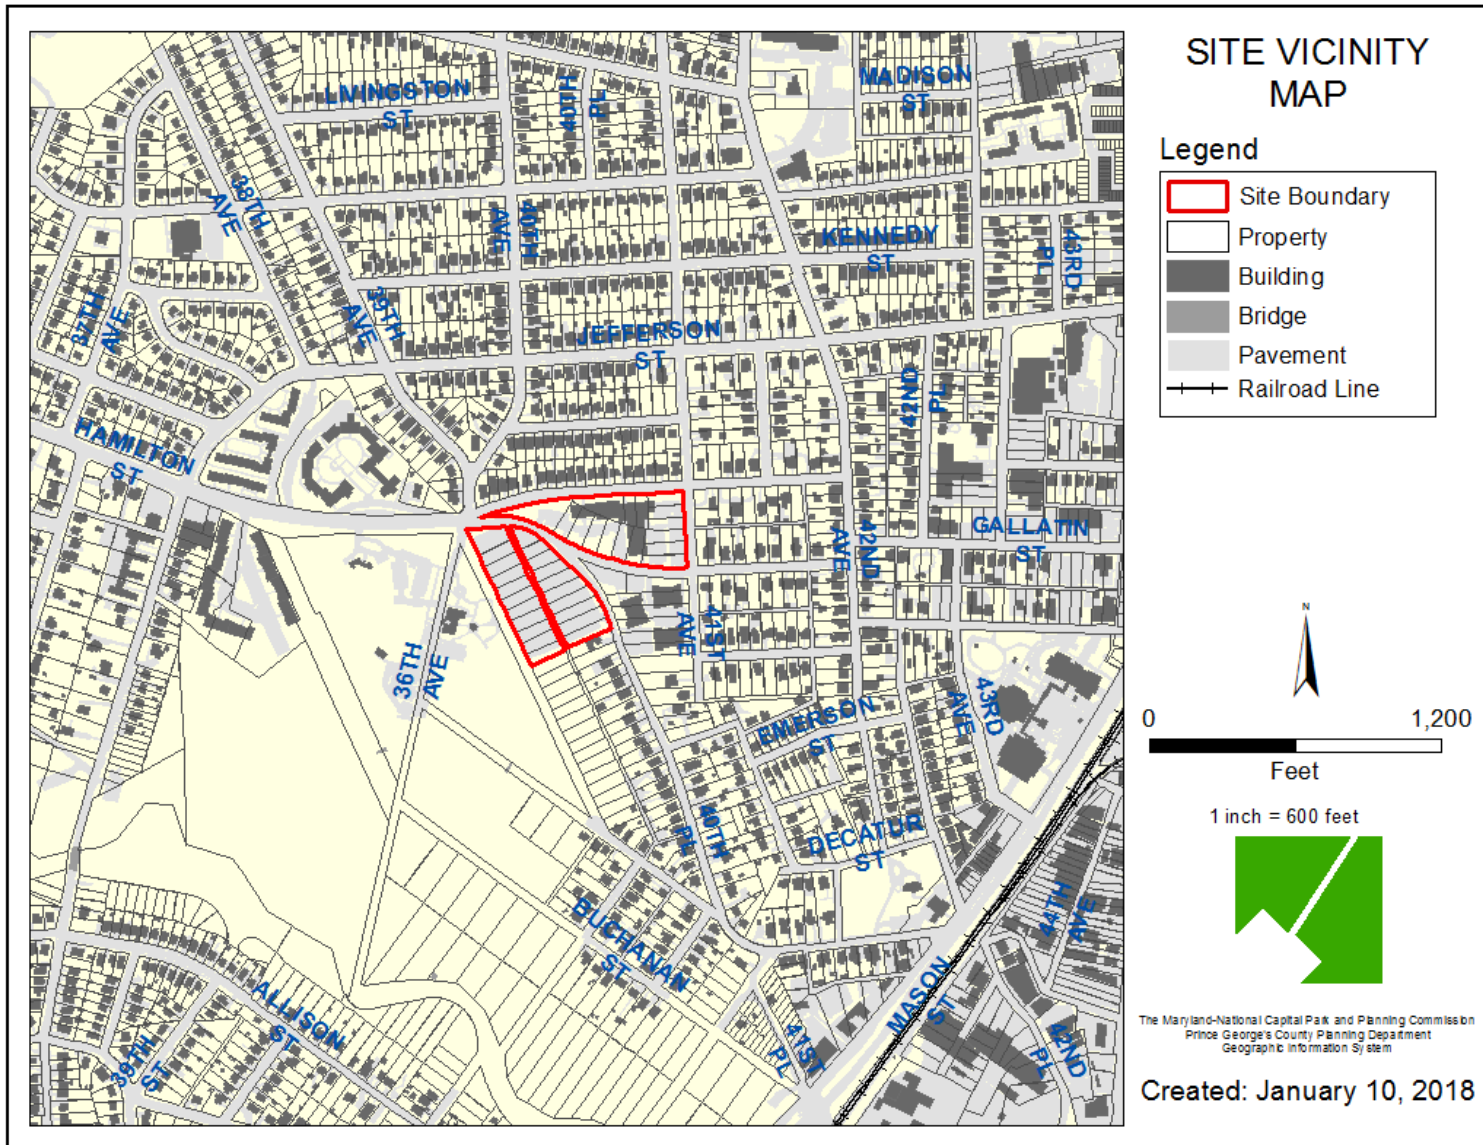 SITE VICINITY
MAP
Legend
Site Boundary
Property
Building
Bridge
Pavement
Railroad Line
N
0 1,200
Feet
1 inch = 600 feet
The Maryland-National Capital Park and Planning Commission
Prince George's County Planning Department
Geographic Information System
Created: January 10, 2018
LIVINGSTON
ST
40TH
PL
MADISON
ST
38TH
AVE
40TH
AVE
KENNEDY
ST
43RD
PL
37TH
AVE
39TH
AVE
JEFFERSON
ST
42ND
PL
HAMILTON
ST
GALLATIN
ST
42ND
AVE
41ST
AVE
36TH
AVE
43RD
AVE
EMERSON
ST
40TH
PL
DECATUR
ST
44TH
AVE
BUCHANAN
ST
MASON
ST
ALLISON
ST
39TH
ST
41ST
PL
42ND
PL